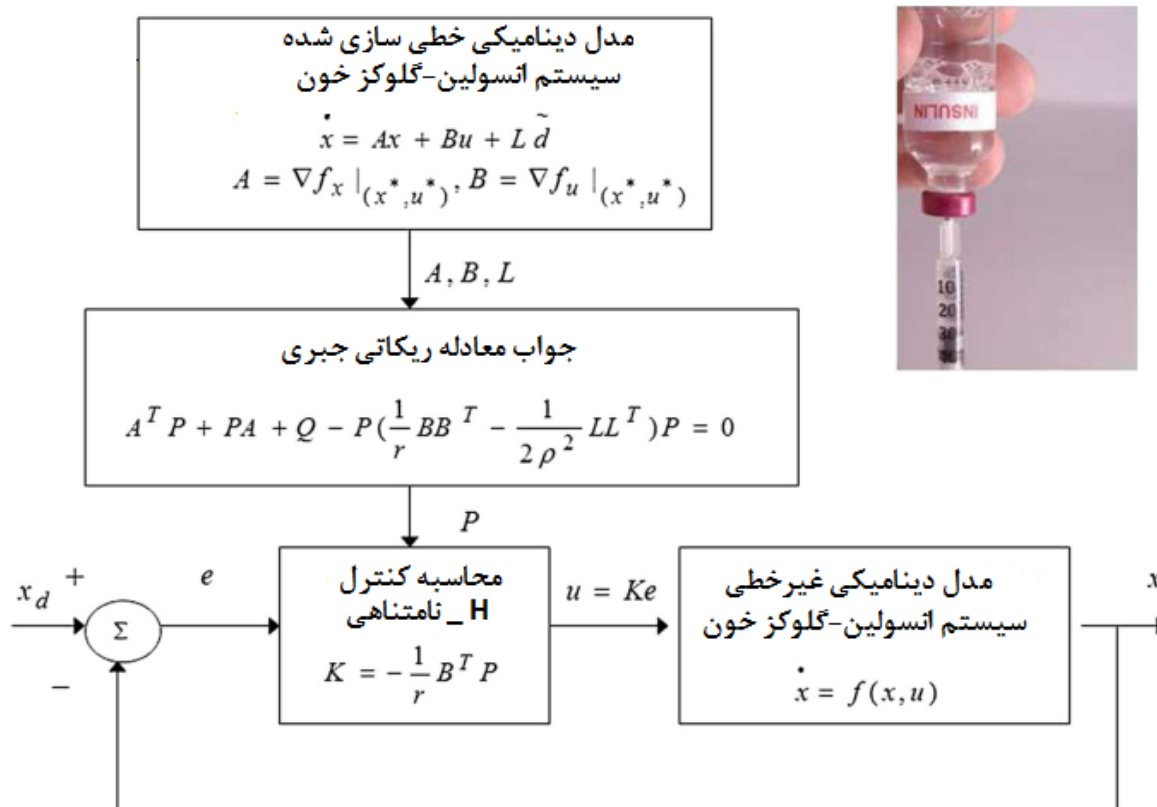 مدل دینامیکی خطی سازی شده
سیستم انسولین-گلوکز خون
ẋ = Ax + Bu + L d̃
A = ∇f_x |_(x*,u*), B = ∇f_u |_(x*,u*)
A, B, L
جواب معادله ریکاتی جبری
A^T P + PA + Q − P(1/r BB^T − 1/(2ρ^2) LL^T)P = 0
P
x_d
+
−
Σ
e
محاسبه کنترل
H _ نامتناهی
K = − 1/r B^T P
u = Ke
مدل دینامیکی غیرخطی
سیستم انسولین-گلوکز خون
ẋ = f(x,u)
x
INSULIN
10
20
30